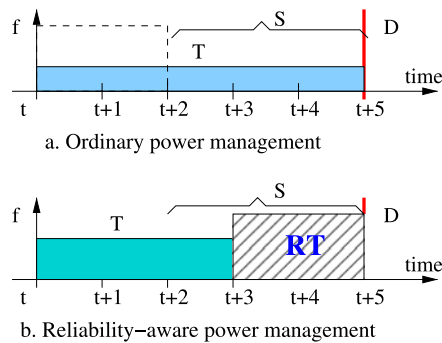 f S D
T
time
t t+1 t+2 t+3 t+4 t+5
a. Ordinary power management
S
f T D
RT
time
t t+1 t+2 t+3 t+4 t+5
b. Reliability−aware power management